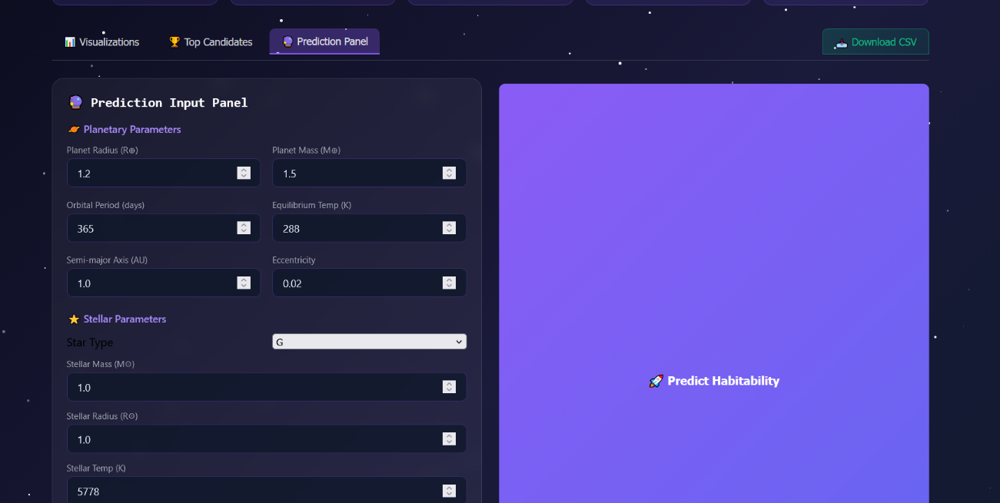 📊 Visualizations
🏆 Top Candidates
🔮 Prediction Panel
📥 Download CSV
🔮 Prediction Input Panel
🪐 Planetary Parameters
Planet Radius (R⊕)
Planet Mass (M⊕)
1.2
1.5
Orbital Period (days)
Equilibrium Temp (K)
365
288
Semi-major Axis (AU)
Eccentricity
1.0
0.02
⭐ Stellar Parameters
Star Type
G
Stellar Mass (M⊙)
1.0
Stellar Radius (R⊙)
1.0
Stellar Temp (K)
5778
🚀 Predict Habitability